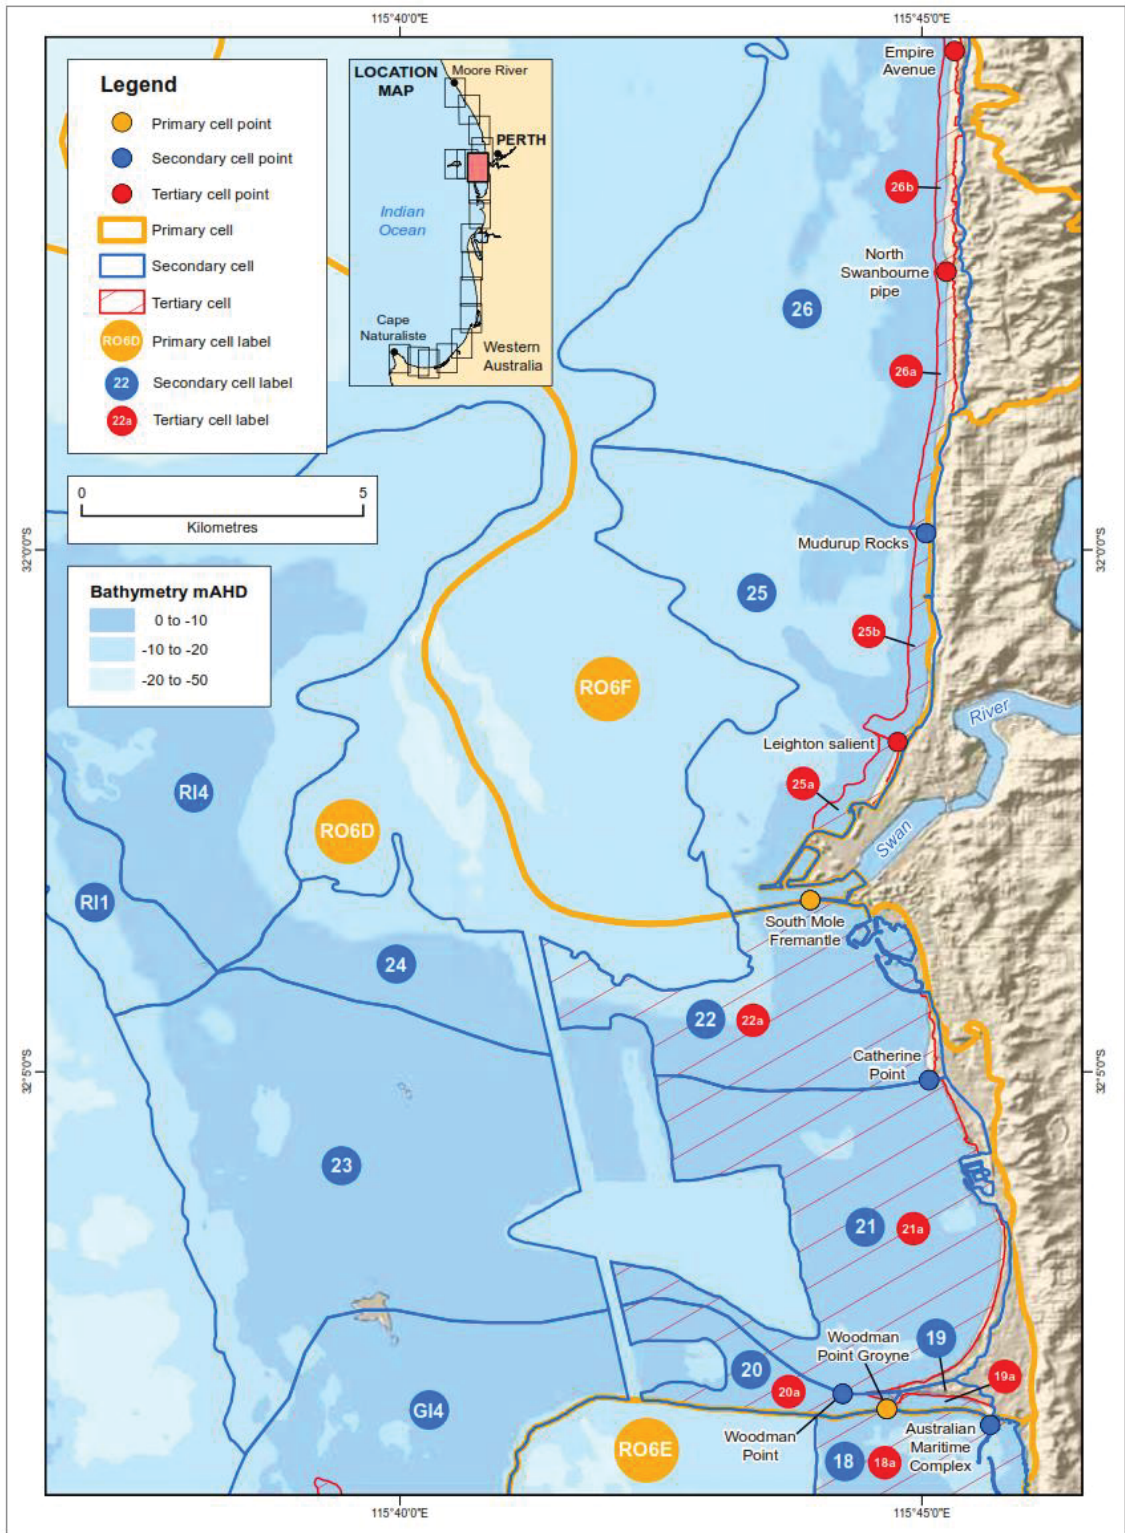 115°40'0"E
115°45'0"E
Legend
Primary cell point
Secondary cell point
Tertiary cell point
Primary cell
Secondary cell
Tertiary cell
RO6D
Primary cell label
22
Secondary cell label
22a
Tertiary cell label
LOCATION
MAP
Moore River
PERTH
Indian
Ocean
Cape
Naturaliste
Western
Australia
0
5
Kilometres
Bathymetry mAHD
0 to -10
-10 to -20
-20 to -50
Empire
Avenue
26b
North
Swanbourne
pipe
26
26a
32°0'0"S
32°0'0"S
Mudurup Rocks
25
25b
RO6F
River
Leighton salient
25a
RI4
RO6D
Swan
RI1
South Mole
Fremantle
24
22
22a
Catherine
Point
32°5'0"S
32°5'0"S
23
21
21a
Woodman
Point Groyne
19
20
20a
19a
GI4
RO6E
Woodman
Point
Australian
Maritime
Complex
18
18a
115°40'0"E
115°45'0"E